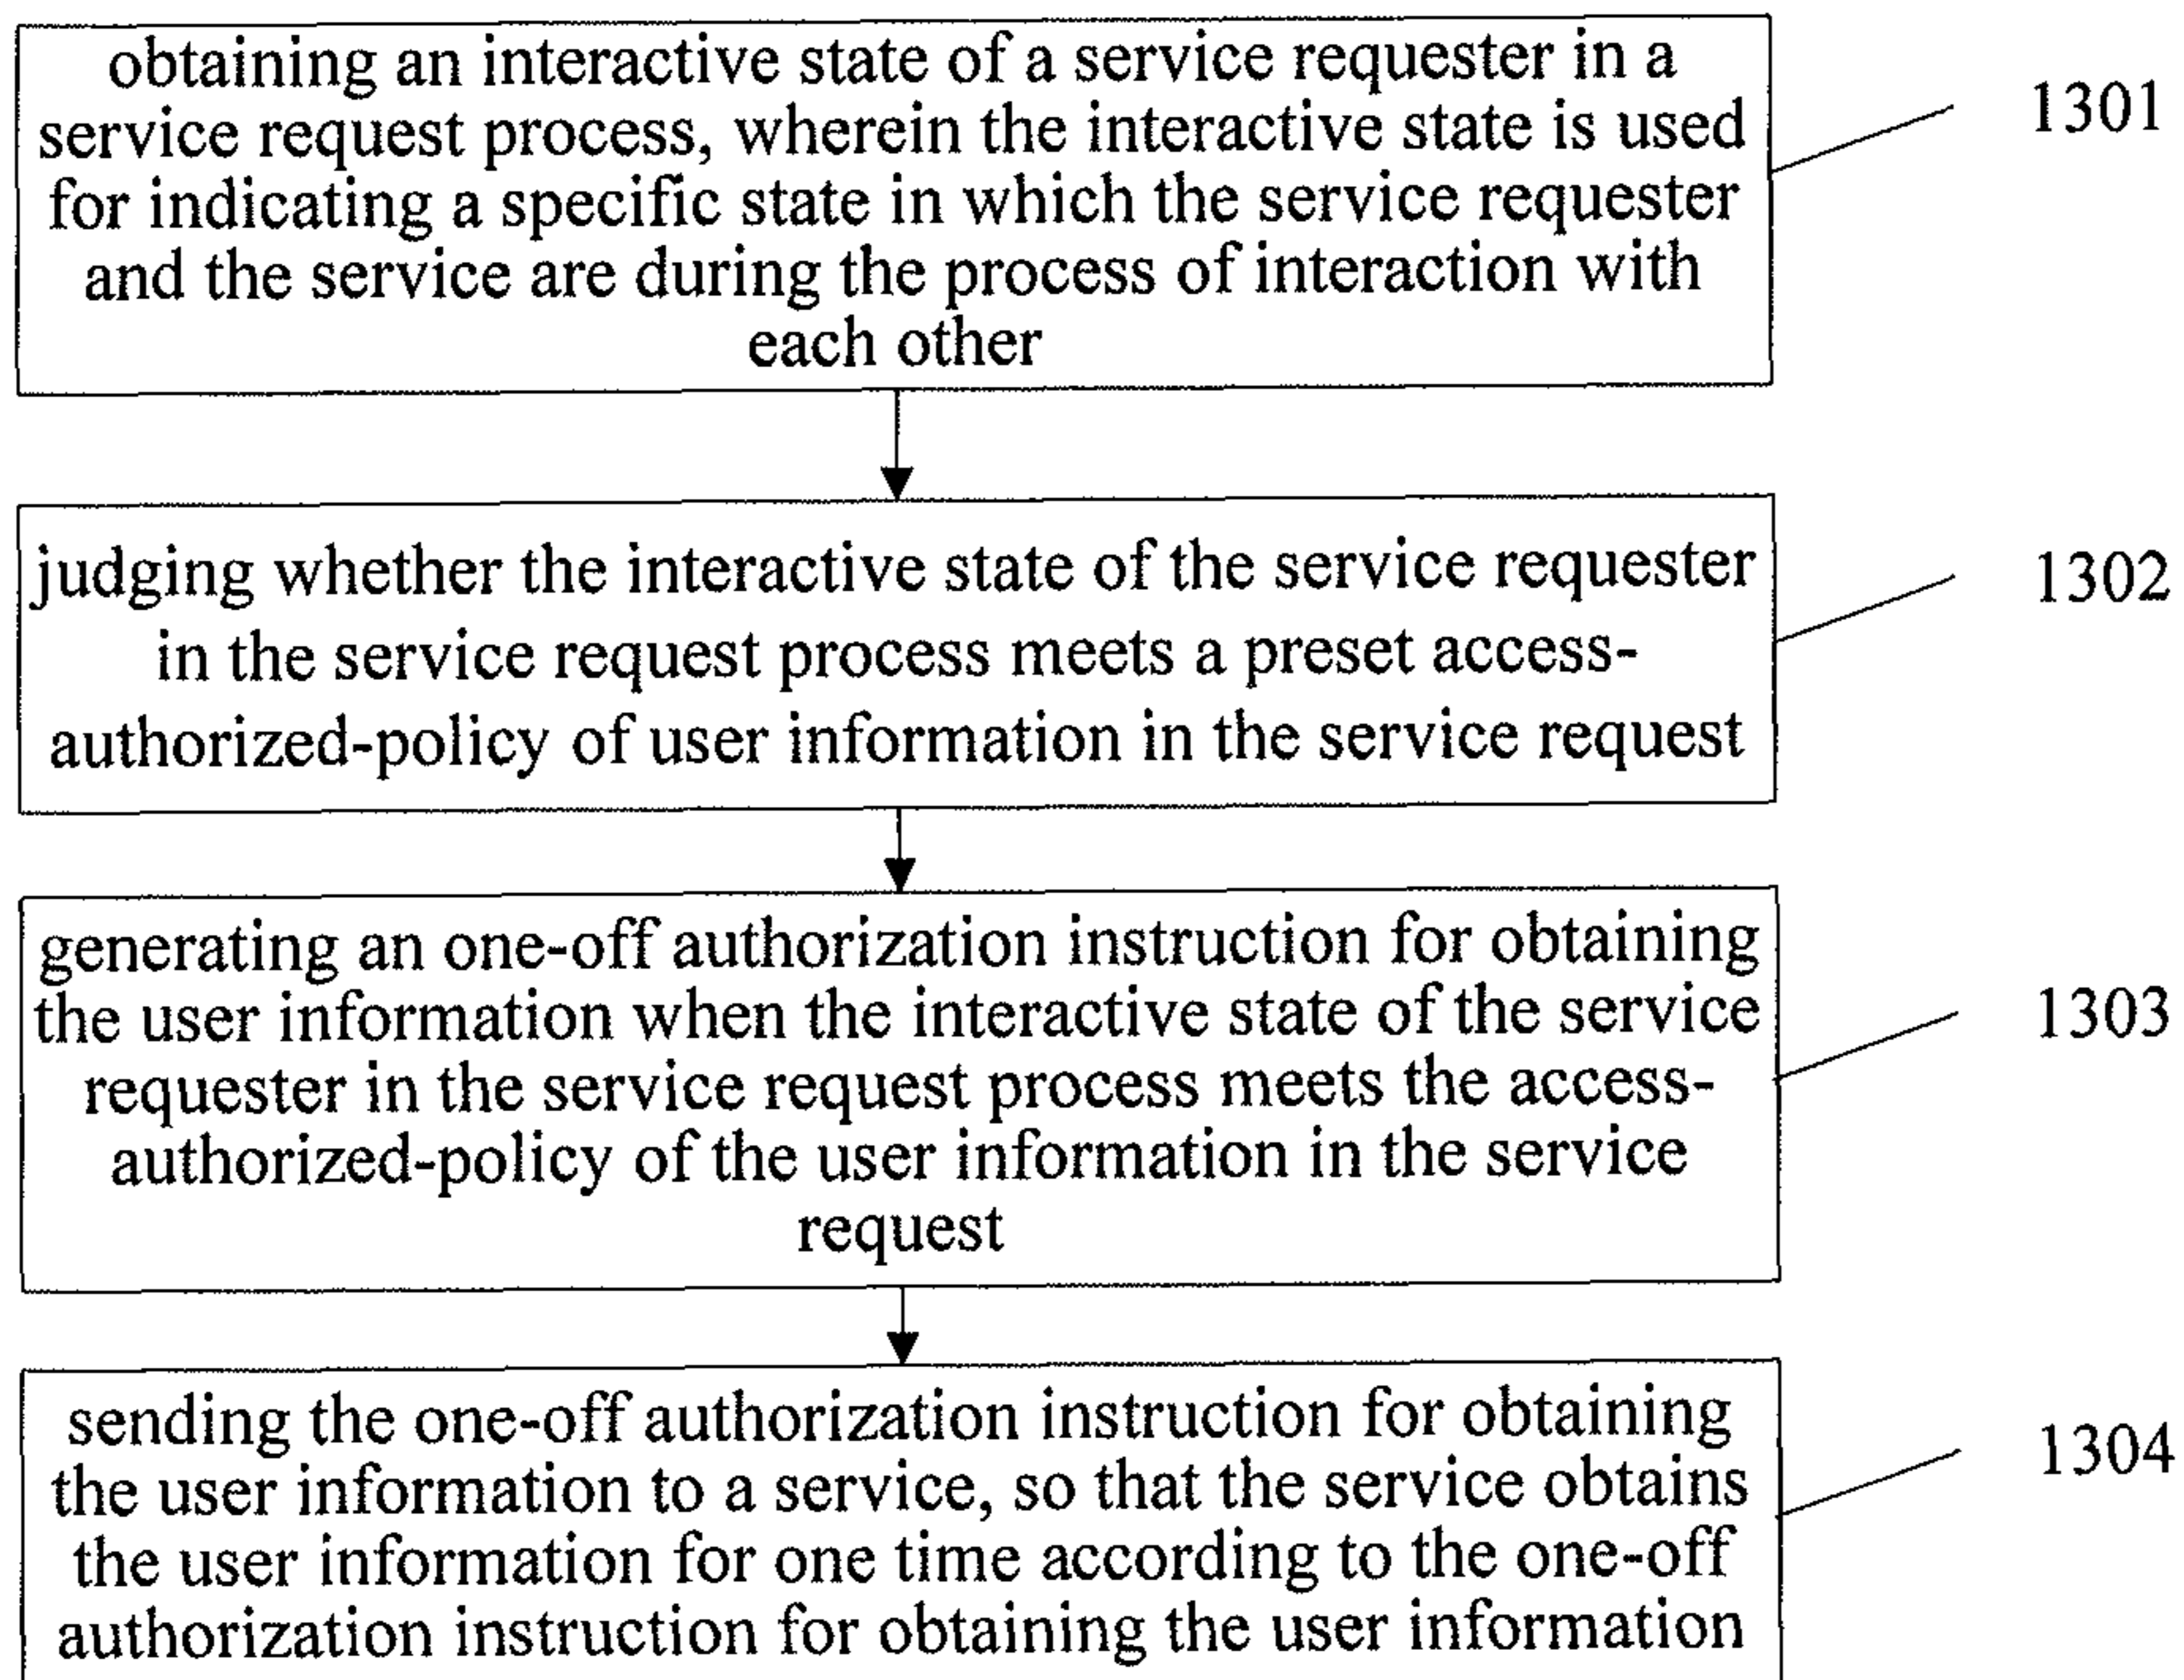 obtaining an interactive state of a service requester in a
service request process, wherein the interactive state is used
for indicating a specific state in which the service requester
and the service are during the process of interaction with
each other
1301
judging whether the interactive state of the service requester
in the service request process meets a preset access-
authorized-policy of user information in the service request
1302
generating an one-off authorization instruction for obtaining
the user information when the interactive state of the service
requester in the service request process meets the access-
authorized-policy of the user information in the service
request
1303
sending the one-off authorization instruction for obtaining
the user information to a service, so that the service obtains
the user information for one time according to the one-off
authorization instruction for obtaining the user information
1304